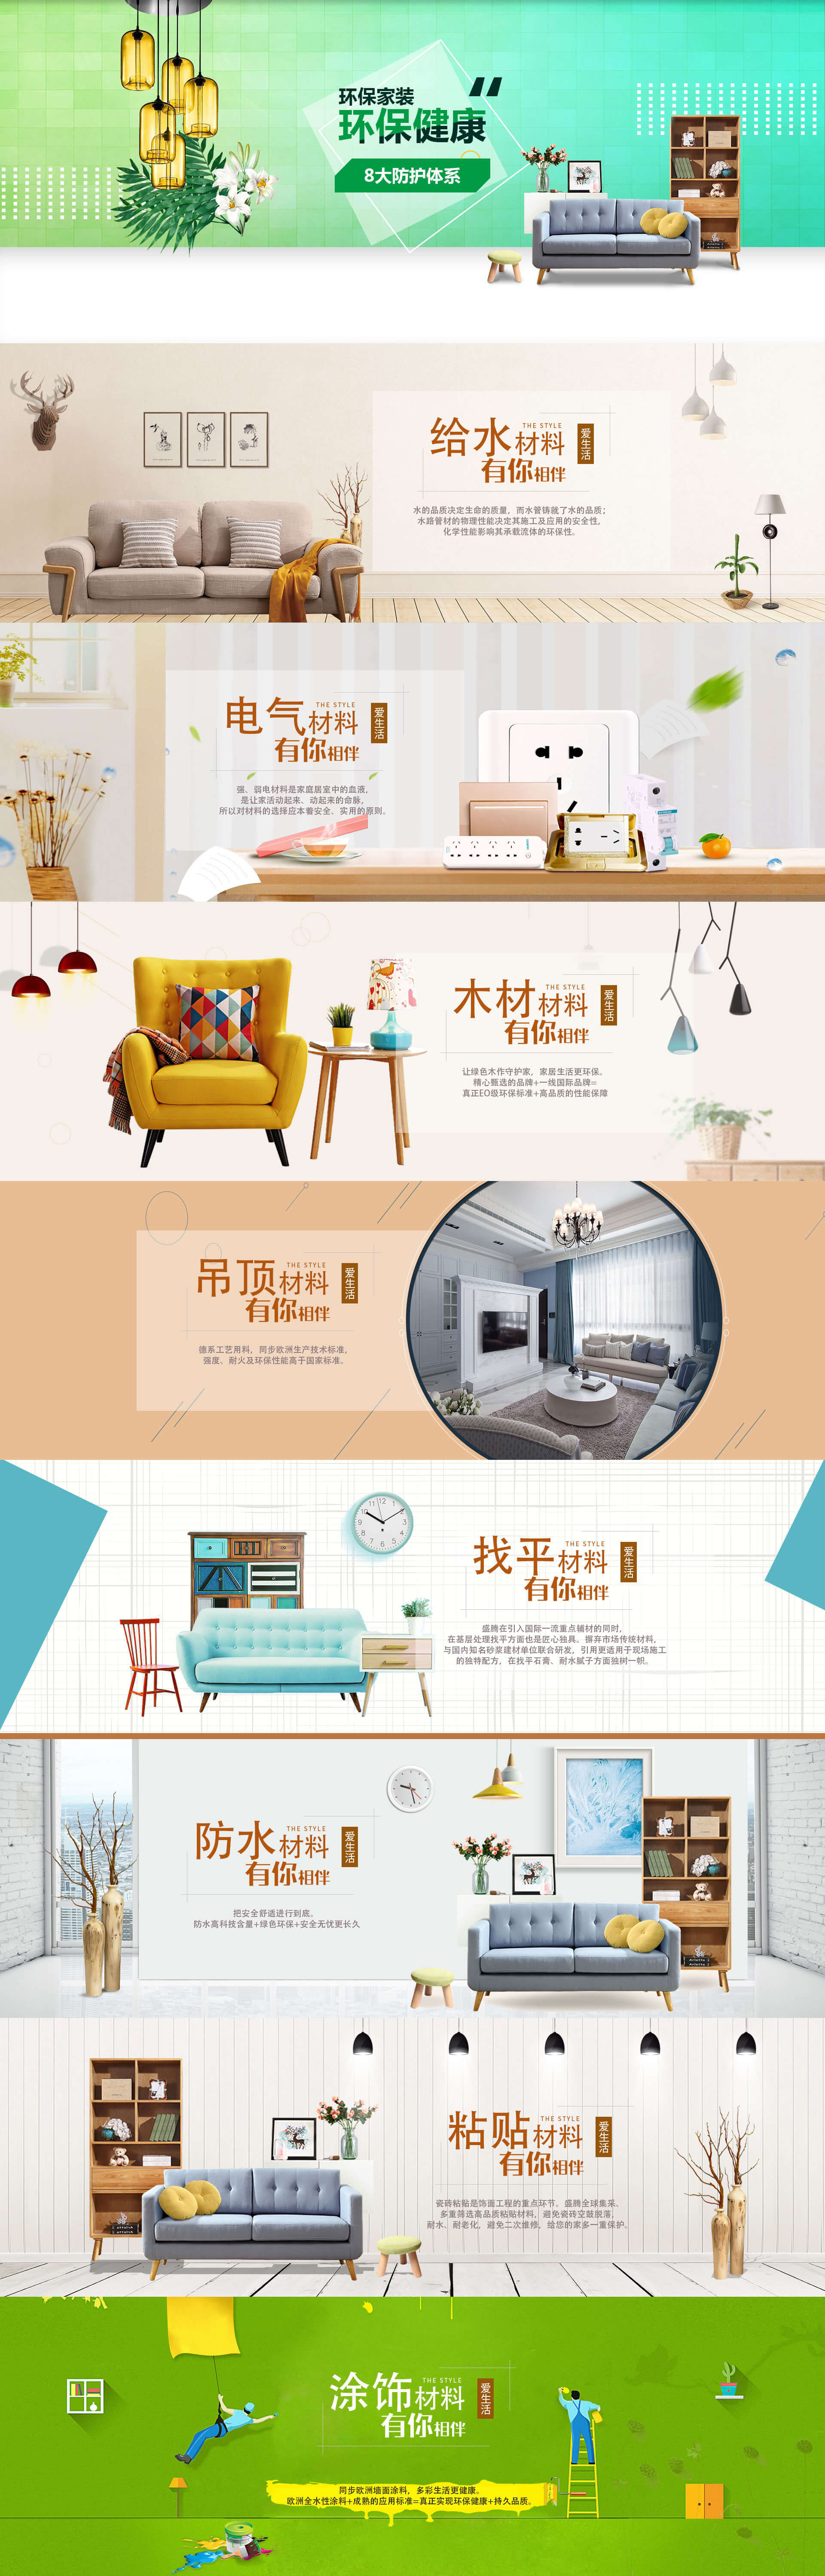 环保家装
环保健康
8大防护体系
THE STYLE
给水材料
爱生活
有你相伴
水的品质决定生命的质量，而水管铸就了水的品质；
水路管材的物理性能决定其施工及应用的安全性，
化学性能影响其承载流体的环保性。
THE STYLE
电气材料
爱生活
有你相伴
强、弱电材料是家庭居室中的血液，
是让家活动起来、动起来的命脉，
所以对材料的选择应本着安全、实用的原则。
THE STYLE
木材材料
爱生活
有你相伴
让绿色木作守护家，家居生活更环保。
精心甄选的品牌+一线国际品牌=
真正EO级环保标准+高品质的性能保障
THE STYLE
吊顶材料
爱生活
有你相伴
德系工艺用料，同步欧洲生产技术标准，
强度、耐火及环保性能高于国家标准。
THE STYLE
找平材料
爱生活
有你相伴
盛腾在引入国际一流重点辅材的同时，
在基层处理找平方面也是匠心独具。摒弃市场传统材料，
与国内知名砂浆建材单位联合研发，引用更适用于现场施工
的独特配方，在找平石膏、耐水腻子方面独树一帜。
THE STYLE
防水材料
爱生活
有你相伴
把安全舒适进行到底。
防水高科技含量+绿色环保+安全无忧更长久
THE STYLE
粘贴材料
爱生活
有你相伴
瓷砖粘贴是饰面工程的重点环节。盛腾全球集采、
多重筛选高品质粘贴材料，避免瓷砖空鼓脱落，
耐水、耐老化，避免二次维修，给您的家多一重保护。
THE STYLE
涂饰材料
爱生活
有你相伴
同步欧洲墙面涂料，多彩生活更健康。
欧洲全水性涂料+成熟的应用标准=真正实现环保健康+持久品质。